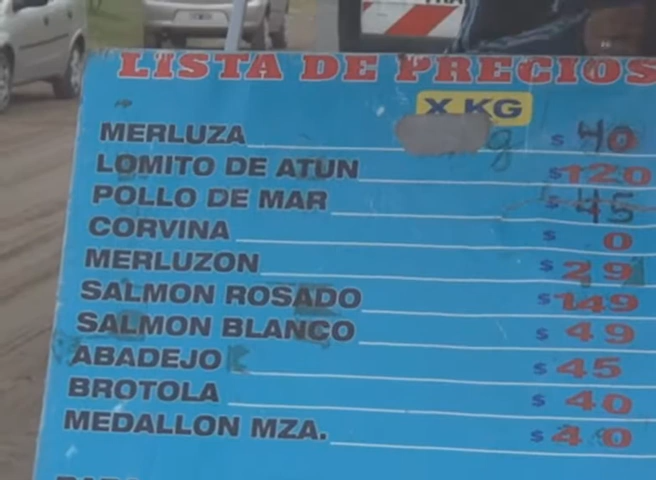 LISTA DE PRECIOS
X KG
MERLUZA $ 40
LOMITO DE ATUN $120
POLLO DE MAR $ 45
CORVINA $ 0
MERLUZON $ 29
SALMON ROSADO $149
SALMON BLANCO $ 49
ABADEJO $ 45
BROTOLA $ 40
MEDALLON MZA. $ 40